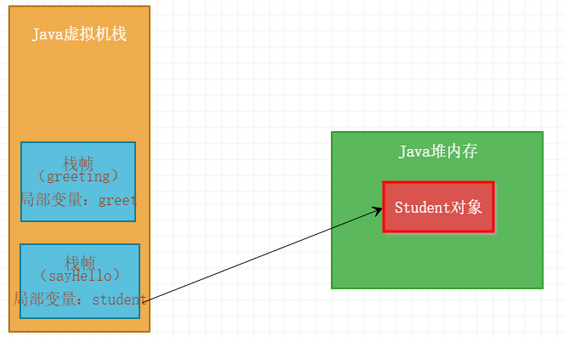 Java虚拟机栈
栈帧
（greeting）
局部变量：greet
栈帧
（sayHello）
局部变量：student
Java堆内存
Student对象